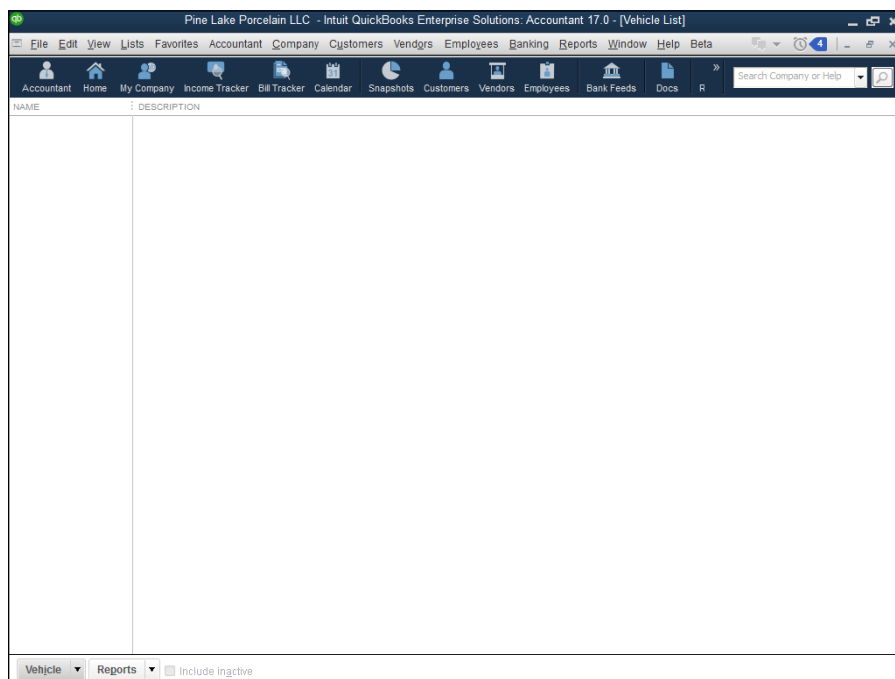 qb Pine Lake Porcelain LLC - Intuit QuickBooks Enterprise Solutions: Accountant 17.0 - [Vehicle List]
File Edit View Lists Favorites Accountant Company Customers Vendors Employees Banking Reports Window Help Beta 4
Accountant Home My Company Income Tracker Bill Tracker Calendar Snapshots Customers Vendors Employees Bank Feeds Docs R » Search Company or Help
NAME DESCRIPTION
Vehicle Reports Include inactive